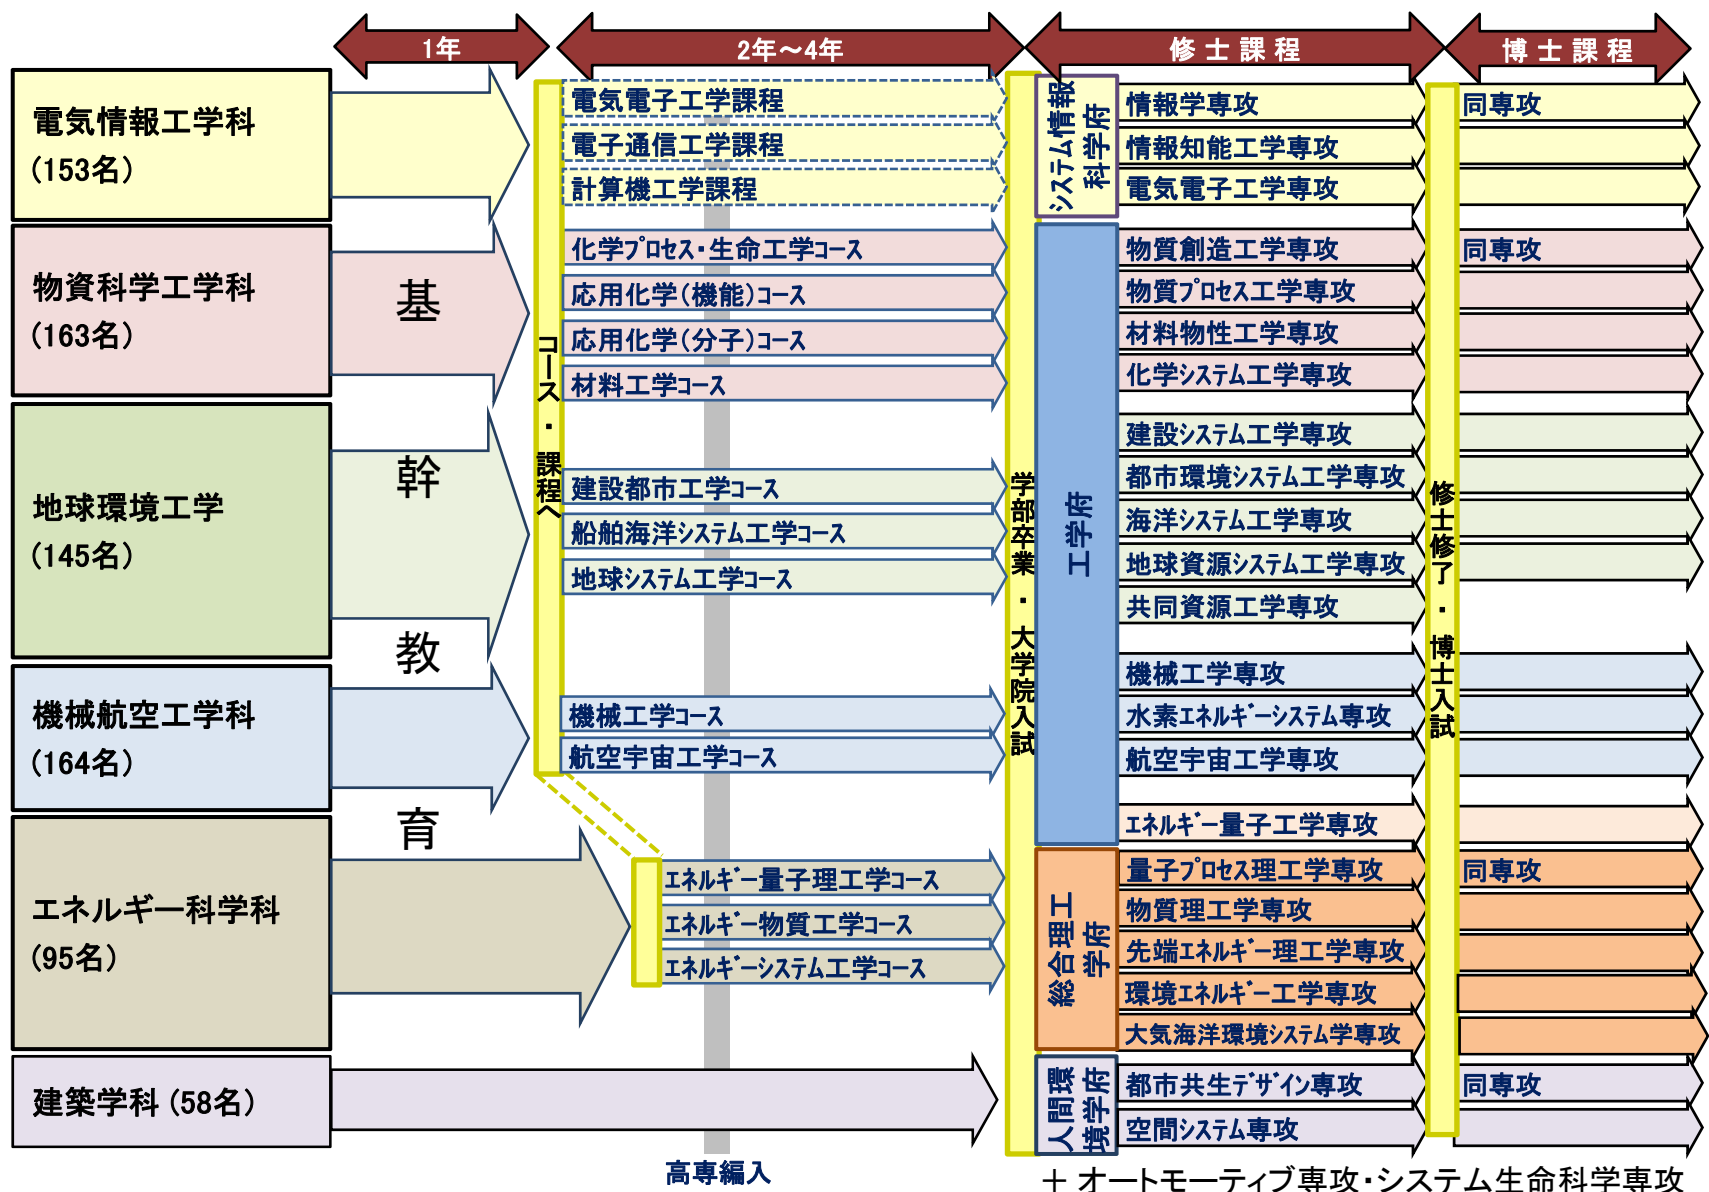 1年
2年～4年
修士課程
博士課程
電気情報工学科
(153名)
物資科学工学科
(163名)
地球環境工学
(145名)
機械航空工学科
(164名)
エネルギー科学科
(95名)
建築学科 (58名)
基
幹
教
育
コース・課程へ
電気電子工学課程
電子通信工学課程
計算機工学課程
化学プロセス・生命工学コース
応用化学(機能)コース
応用化学(分子)コース
材料工学コース
建設都市工学コース
船舶海洋システム工学コース
地球システム工学コース
機械工学コース
航空宇宙工学コース
エネルギー量子理工学コース
エネルギー物質工学コース
エネルギーシステム工学コース
高専編入
学部卒業・大学院入試
システム情報
科学府
工学府
総合理工
学府
人間環
境学府
情報学専攻
情報知能工学専攻
電気電子工学専攻
物質創造工学専攻
物質プロセス工学専攻
材料物性工学専攻
化学システム工学専攻
建設システム工学専攻
都市環境システム工学専攻
海洋システム工学専攻
地球資源システム工学専攻
共同資源工学専攻
機械工学専攻
水素エネルギーシステム専攻
航空宇宙工学専攻
エネルギー量子工学専攻
量子プロセス理工学専攻
物質理工学専攻
先端エネルギー理工学専攻
環境エネルギー工学専攻
大気海洋環境システム学専攻
都市共生デザイン専攻
空間システム専攻
修士修了・博士入試
同専攻
同専攻
同専攻
同専攻
＋オートモーティブ専攻・システム生命科学専攻